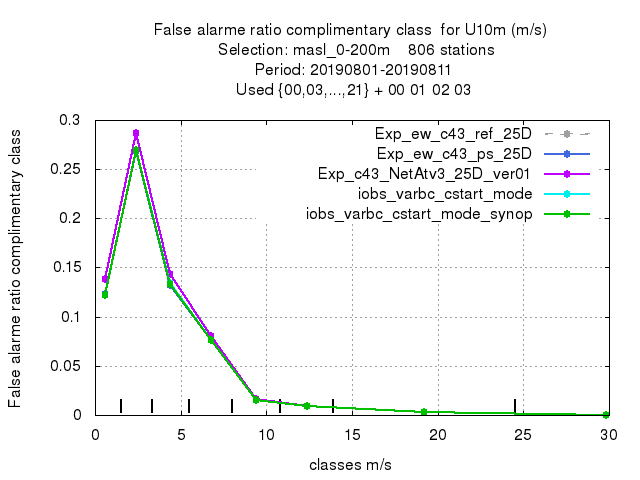 False alarme ratio complimentary class  for U10m (m/s)
Selection: masl_0-200m    806 stations
Period: 20190801-20190811
Used {00,03,...,21} + 00 01 02 03
False alarme ratio complimentary class
0.3
0.25
0.2
0.15
0.1
0.05
0
Exp_ew_c43_ref_25D
Exp_ew_c43_ps_25D
Exp_c43_NetAtv3_25D_ver01
iobs_varbc_cstart_mode
iobs_varbc_cstart_mode_synop
0 5 10 15 20 25 30
classes m/s